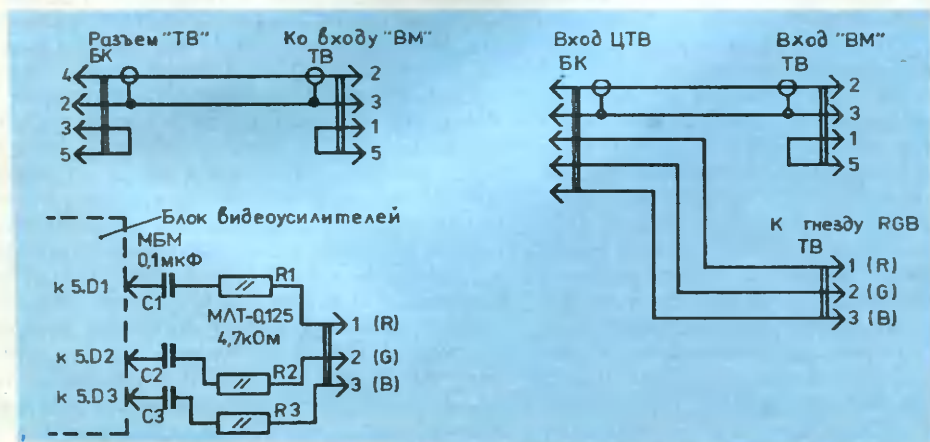 Разъем "ТВ"
БК
Ко входу "ВМ"
ТВ
4
2
3
5
2
3
1
5
Вход ЦТВ
БК
Вход "ВМ"
ТВ
2
3
1
5
К гнезду RGB
ТВ
1 (R)
2 (G)
3 (B)
Блок видеоусилителей
МБМ
0,1мкФ
к 5.D1
C1
R1
МЛТ-0,125
4,7кОм
к 5.D2
C2
R2
к 5.D3
C3
R3
1 (R)
2 (G)
3 (B)